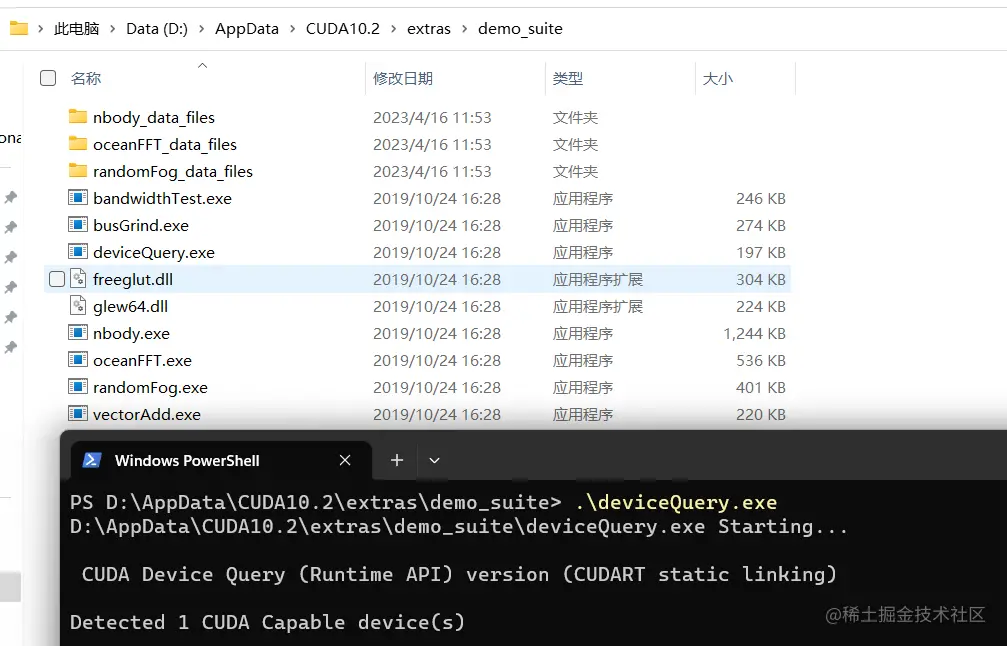 此电脑 › Data (D:) › AppData › CUDA10.2 › extras › demo_suite
名称 修改日期 类型 大小
nbody_data_files 2023/4/16 11:53 文件夹
ona
oceanFFT_data_files 2023/4/16 11:53 文件夹
randomFog_data_files 2023/4/16 11:53 文件夹
bandwidthTest.exe 2019/10/24 16:28 应用程序 246 KB
busGrind.exe 2019/10/24 16:28 应用程序 274 KB
deviceQuery.exe 2019/10/24 16:28 应用程序 197 KB
freeglut.dll 2019/10/24 16:28 应用程序扩展 304 KB
glew64.dll 2019/10/24 16:28 应用程序扩展 224 KB
nbody.exe 2019/10/24 16:28 应用程序 1,244 KB
oceanFFT.exe 2019/10/24 16:28 应用程序 536 KB
randomFog.exe 2019/10/24 16:28 应用程序 401 KB
vectorAdd.exe 2019/10/24 16:28 应用程序 220 KB
Windows PowerShell
PS D:\AppData\CUDA10.2\extras\demo_suite> .\deviceQuery.exe
D:\AppData\CUDA10.2\extras\demo_suite\deviceQuery.exe Starting...
CUDA Device Query (Runtime API) version (CUDART static linking)
Detected 1 CUDA Capable device(s)
@稀土掘金技术社区